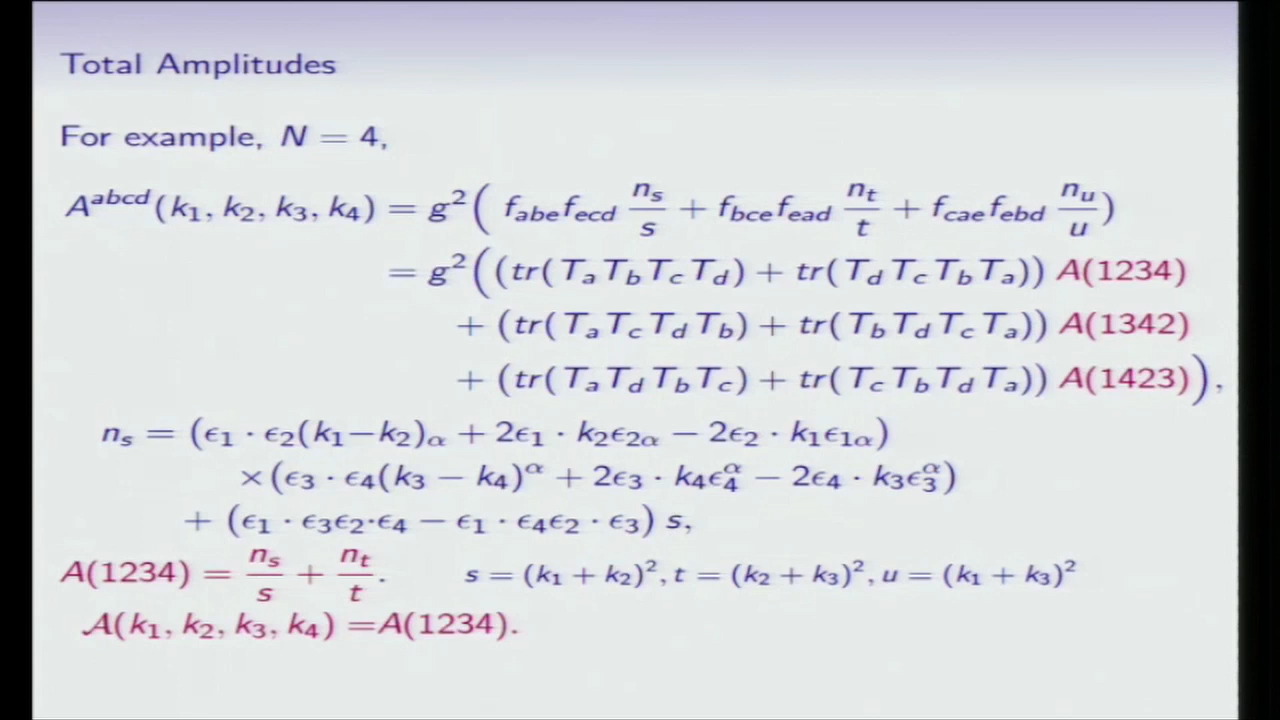 Total Amplitudes
For example, N = 4,
A^{abcd}(k_1, k_2, k_3, k_4) = g^2( f_{abe}f_{ecd} n_s/s + f_{bce}f_{ead} n_t/t + f_{cae}f_{ebd} n_u/u )
= g^2( (tr(T_aT_bT_cT_d) + tr(T_dT_cT_bT_a)) A(1234)
+ (tr(T_aT_cT_dT_b) + tr(T_bT_dT_cT_a)) A(1342)
+ (tr(T_aT_dT_bT_c) + tr(T_cT_bT_dT_a)) A(1423) ),
n_s = (ϵ_1 · ϵ_2(k_1−k_2)_α + 2ϵ_1 · k_2ϵ_{2α} − 2ϵ_2 · k_1ϵ_{1α})
×(ϵ_3 · ϵ_4(k_3 − k_4)^α + 2ϵ_3 · k_4ϵ_4^α − 2ϵ_4 · k_3ϵ_3^α)
+ (ϵ_1 · ϵ_3ϵ_2·ϵ_4 − ϵ_1 · ϵ_4ϵ_2 · ϵ_3) s,
A(1234) = n_s/s + n_t/t. s = (k_1 + k_2)^2, t = (k_2 + k_3)^2, u = (k_1 + k_3)^2
𝒜(k_1, k_2, k_3, k_4) =A(1234).